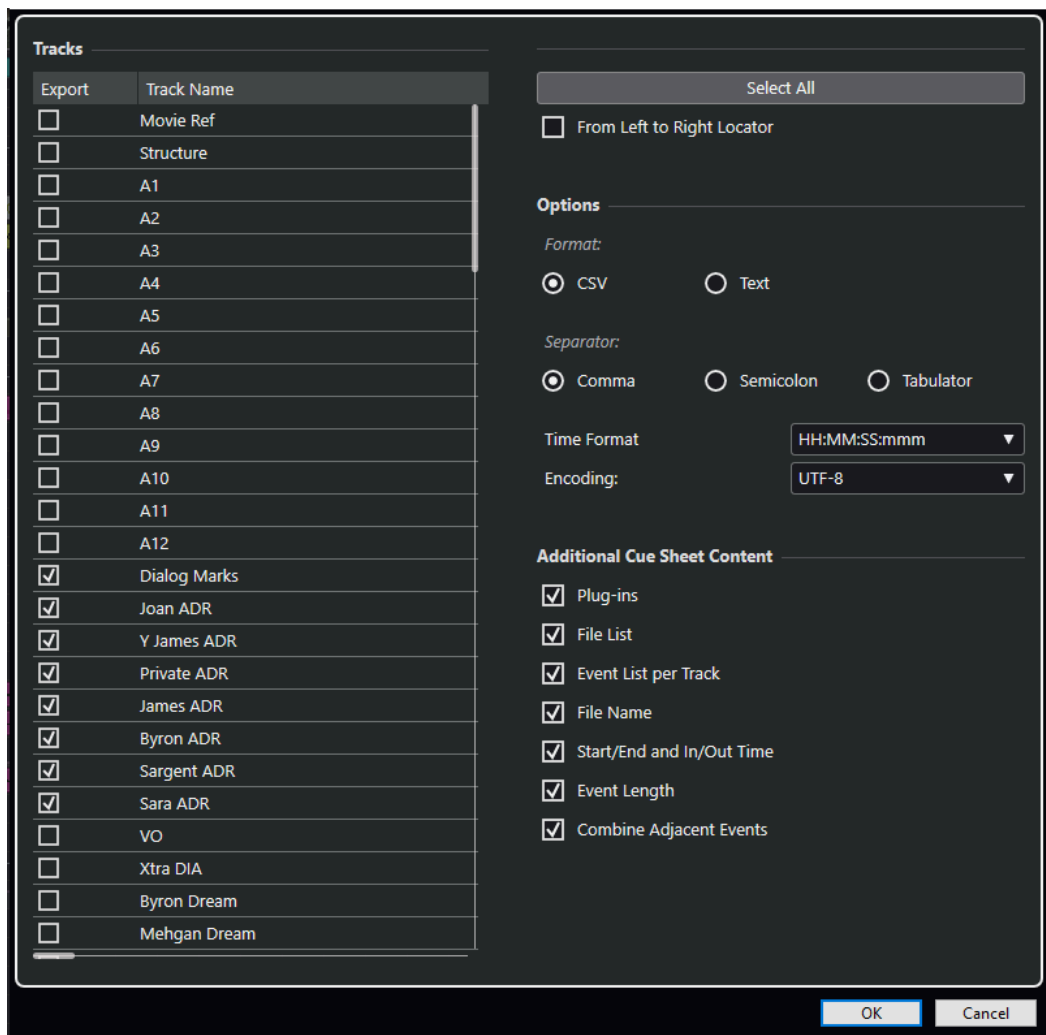 Tracks
Export Track Name
Movie Ref
Structure
A1
A2
A3
A4
A5
A6
A7
A8
A9
A10
A11
A12
Dialog Marks
Joan ADR
Y James ADR
Private ADR
James ADR
Byron ADR
Sargent ADR
Sara ADR
VO
Xtra DIA
Byron Dream
Mehgan Dream
Select All
From Left to Right Locator
Options
Format:
CSV Text
Separator:
Comma Semicolon Tabulator
Time Format HH:MM:SS:mmm
Encoding: UTF-8
Additional Cue Sheet Content
Plug-ins
File List
Event List per Track
File Name
Start/End and In/Out Time
Event Length
Combine Adjacent Events
OK Cancel